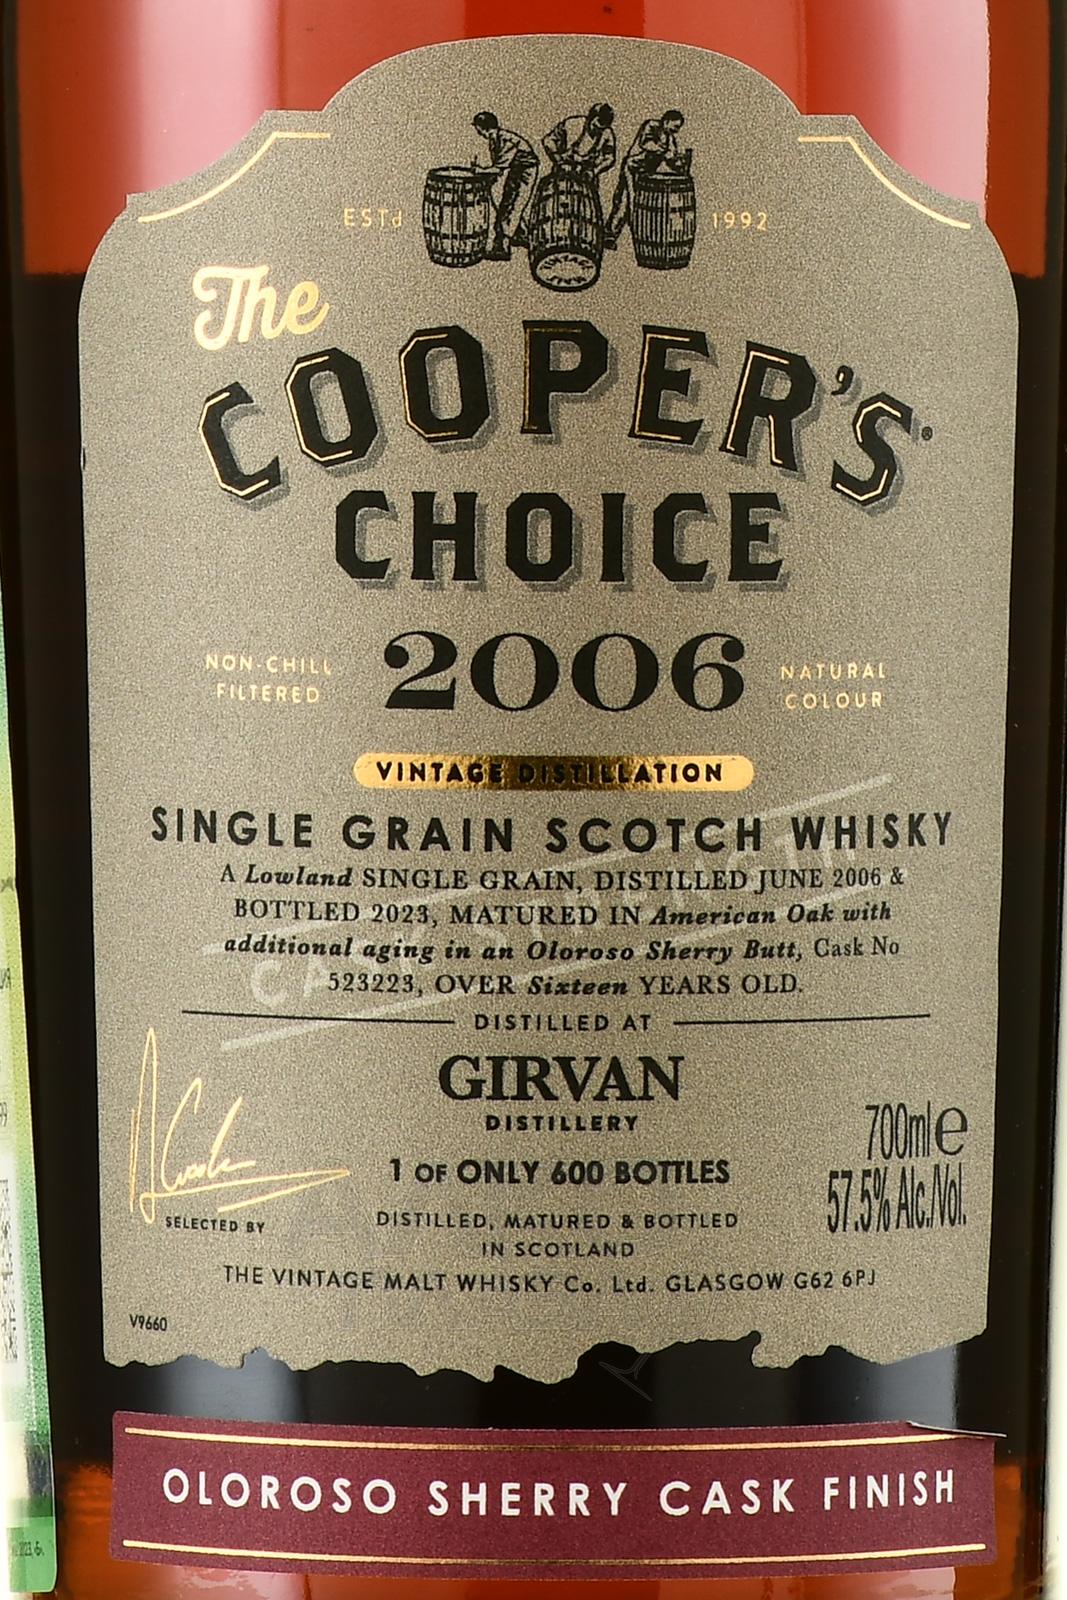 ESTd 1992
The
COOPER'S®
CHOICE
NON-CHILL
FILTERED
2006
NATURAL
COLOUR
VINTAGE DISTILLATION
SINGLE GRAIN SCOTCH WHISKY
A Lowland SINGLE GRAIN, DISTILLED JUNE 2006 &
BOTTLED 2023, MATURED IN American Oak with
additional aging in an Oloroso Sherry Butt, Cask No
523223, OVER Sixteen YEARS OLD.
DISTILLED AT
GIRVAN
DISTILLERY
1 OF ONLY 600 BOTTLES
700ml e
57.5% Alc./Vol.
SELECTED BY
DISTILLED, MATURED & BOTTLED
IN SCOTLAND
THE VINTAGE MALT WHISKY Co. Ltd. GLASGOW G62 6PJ
V9660
OLOROSO SHERRY CASK FINISH